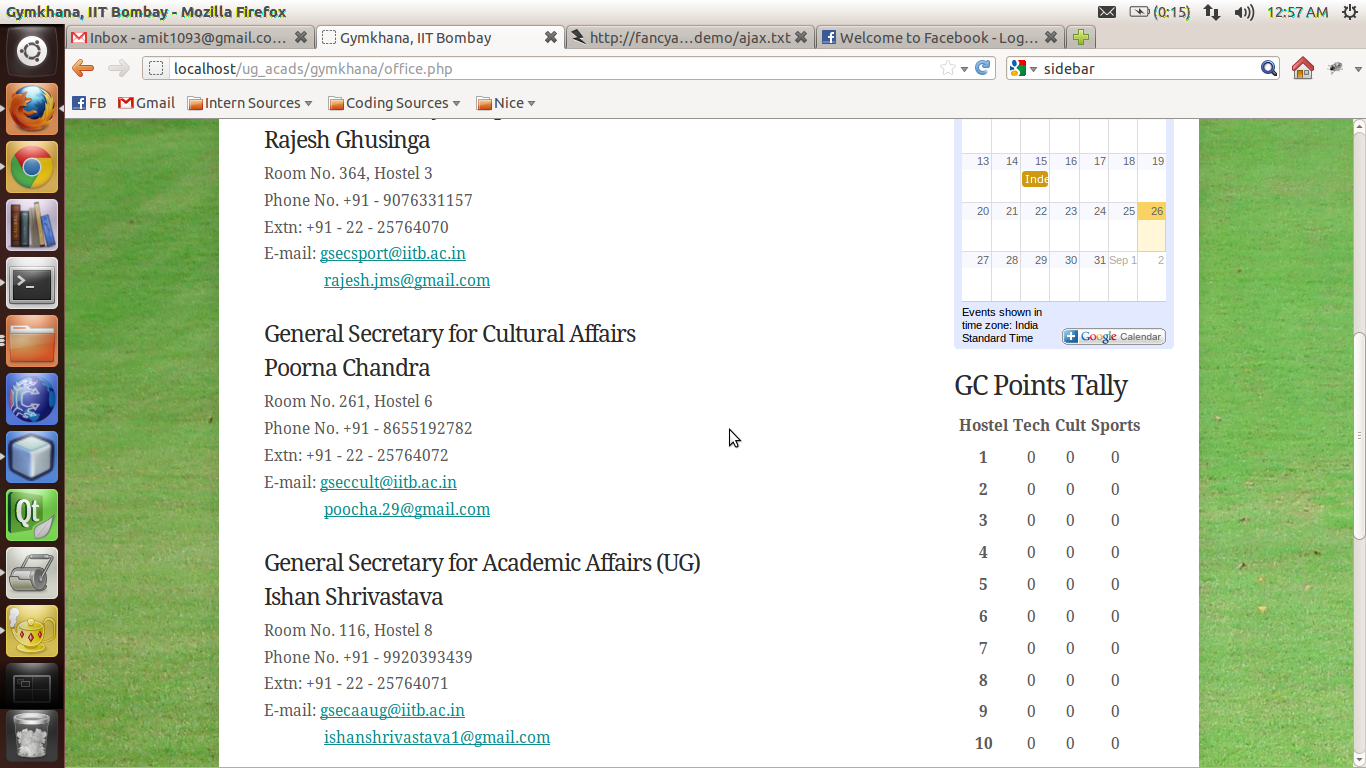 Gymkhana, IIT Bombay - Mozilla Firefox
(0:15)
12:57 AM
Inbox - amit1093@gmail.co...
Gymkhana, IIT Bombay
http://fancya...demo/ajax.txt
Welcome to Facebook - Log...
localhost/ug_acads/gymkhana/office.php
sidebar
FB
Gmail
Intern Sources
Coding Sources
Nice
Rajesh Ghusinga
Room No. 364, Hostel 3
Phone No. +91 - 9076331157
Extn: +91 - 22 - 25764070
E-mail: gsecsport@iitb.ac.in
rajesh.jms@gmail.com
General Secretary for Cultural Affairs
Poorna Chandra
Room No. 261, Hostel 6
Phone No. +91 - 8655192782
Extn: +91 - 22 - 25764072
E-mail: gseccult@iitb.ac.in
poocha.29@gmail.com
General Secretary for Academic Affairs (UG)
Ishan Shrivastava
Room No. 116, Hostel 8
Phone No. +91 - 9920393439
Extn: +91 - 22 - 25764071
E-mail: gsecaaug@iitb.ac.in
ishanshrivastava1@gmail.com
13 14 15 16 17 18 19
Inde
20 21 22 23 24 25 26
27 28 29 30 31 Sep 1 2
Events shown in
time zone: India
Standard Time
Google Calendar
GC Points Tally
Hostel Tech Cult Sports
1 0 0 0
2 0 0 0
3 0 0 0
4 0 0 0
5 0 0 0
6 0 0 0
7 0 0 0
8 0 0 0
9 0 0 0
10 0 0 0
Qt